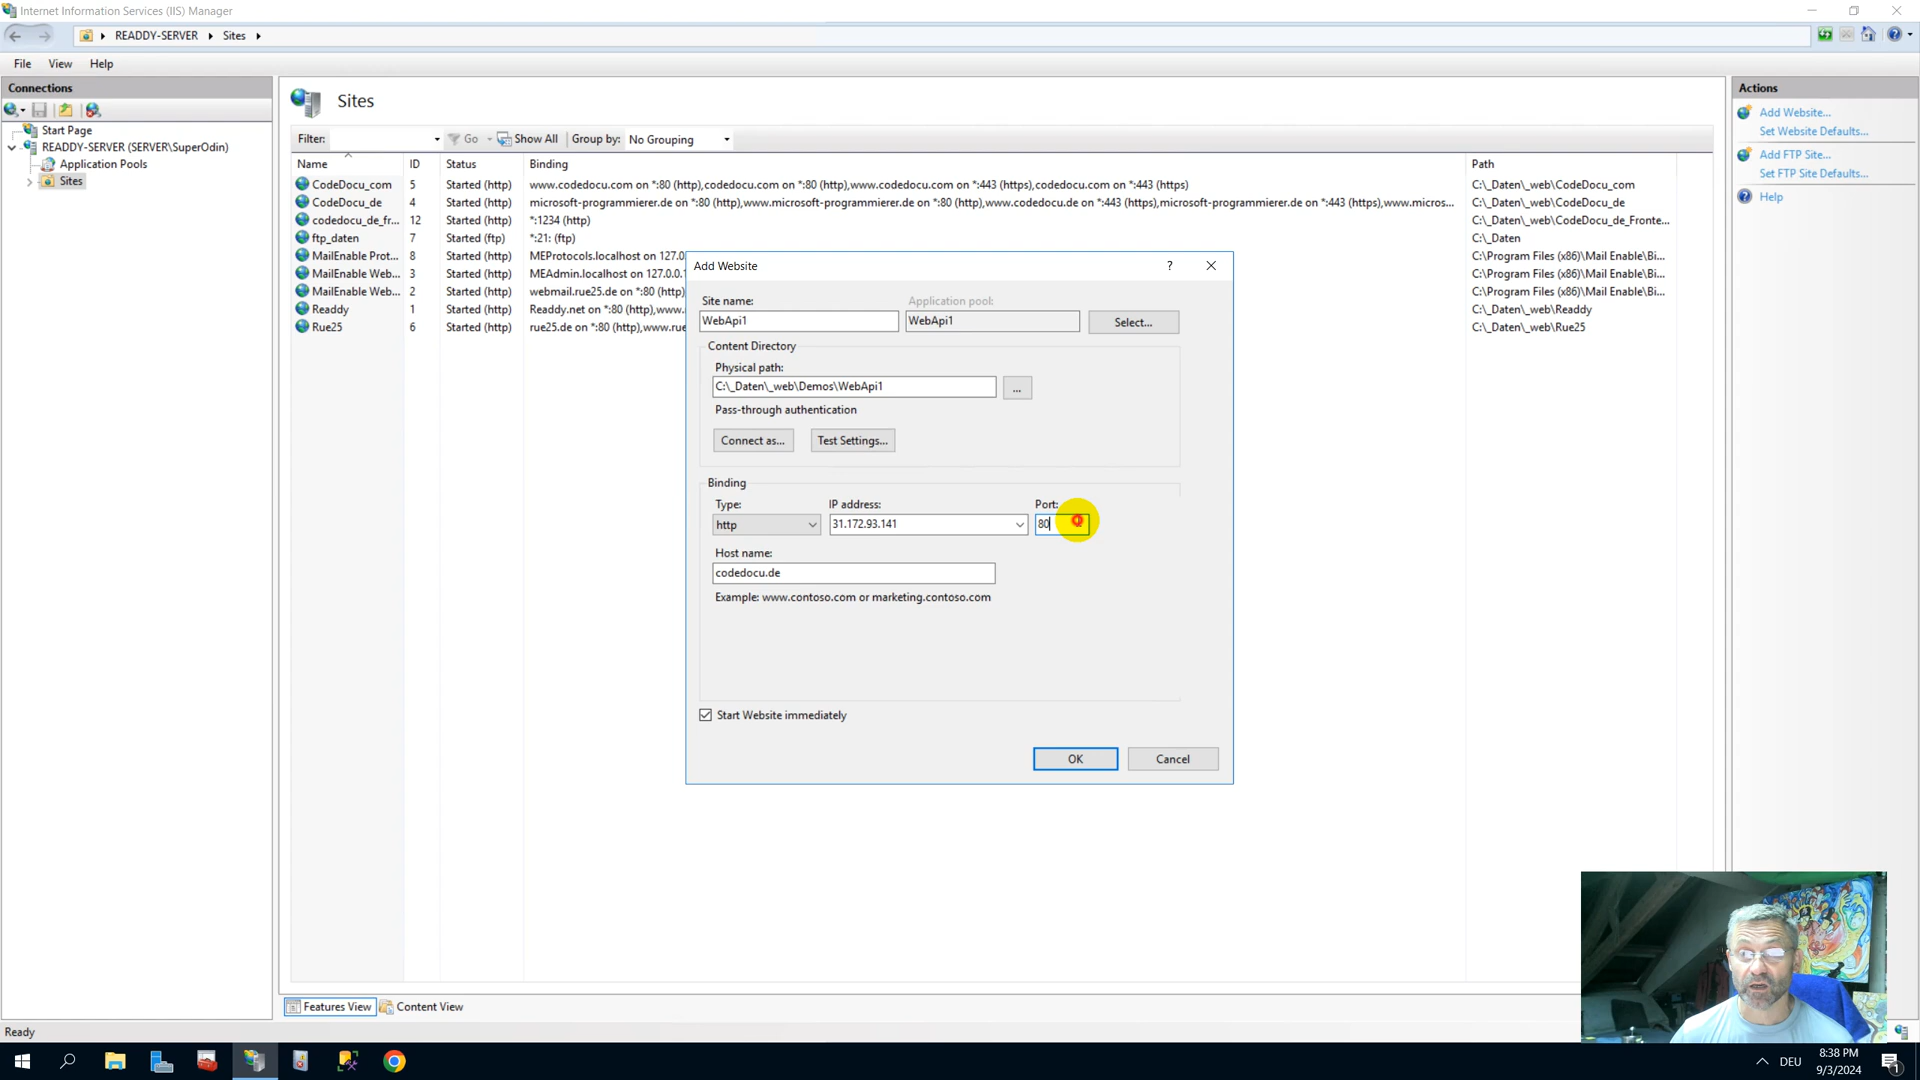 Internet Information Services (IIS) Manager
READDY-SERVER Sites
File View Help
Connections
Start Page
READDY-SERVER (SERVER\SuperOdin)
Application Pools
Sites
Sites
Filter: Go Show All Group by: No Grouping
Name ID Status Binding Path
CodeDocu_com 5 Started (http) www.codedocu.com on *:80 (http),codedocu.com on *:80 (http),www.codedocu.com on *:443 (https),codedocu.com on *:443 (https) C:\_Daten\_web\CodeDocu_com
CodeDocu_de 4 Started (http) microsoft-programmierer.de on *:80 (http),www.microsoft-programmierer.de on *:80 (http),www.codedocu.de on *:443 (https),microsoft-programmierer.de on *:443 (https),www.micros... C:\_Daten\_web\CodeDocu_de
codedocu_de_fr... 12 Started (http) *:1234 (http) C:\_Daten\_web\CodeDocu_de_Fronte...
ftp_daten 7 Started (ftp) *:21: (ftp) C:\_Daten
MailEnable Prot... 8 Started (http) MEProtocols.localhost on 127.0 C:\Program Files (x86)\Mail Enable\Bi...
MailEnable Web... 3 Started (http) MEAdmin.localhost on 127.0.0.1 C:\Program Files (x86)\Mail Enable\Bi...
MailEnable Web... 2 Started (http) webmail.rue25.de on *:80 (http) C:\Program Files (x86)\Mail Enable\Bi...
Readdy 1 Started (http) Readdy.net on *:80 (http),www. C:\_Daten\_web\Readdy
Rue25 6 Started (http) rue25.de on *:80 (http),www.rue C:\_Daten\_web\Rue25
Add Website ?
Site name: Application pool:
WebApi1 WebApi1 Select...
Content Directory
Physical path:
C:\_Daten\_web\Demos\WebApi1 ...
Pass-through authentication
Connect as... Test Settings...
Binding
Type: IP address: Port:
http 31.172.93.141 80
Host name:
codedocu.de
Example: www.contoso.com or marketing.contoso.com
Start Website immediately
OK Cancel
Actions
Add Website...
Set Website Defaults...
Add FTP Site...
Set FTP Site Defaults...
Help
Features View Content View
Ready
DEU 8:38 PM
9/3/2024
1